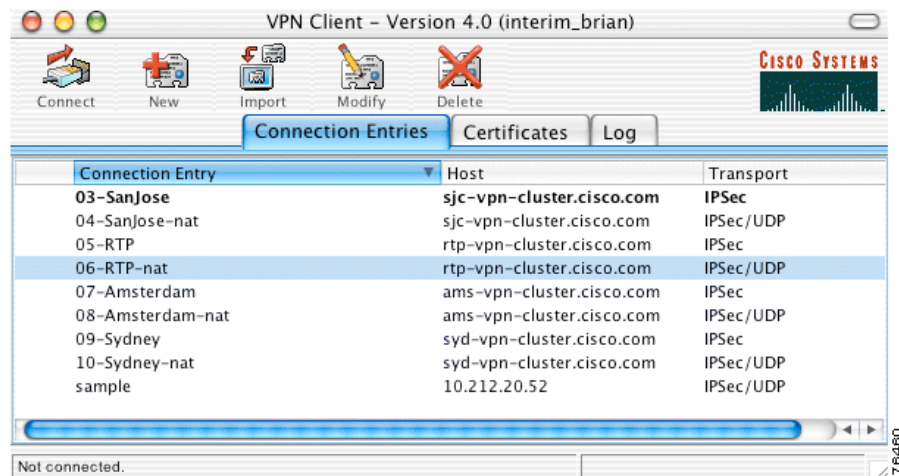 VPN Client – Version 4.0 (interim_brian)
Connect New Import Modify Delete
CISCO SYSTEMS
Connection Entries Certificates Log
Connection Entry Host Transport
03-SanJose sjc-vpn-cluster.cisco.com IPSec
04-SanJose-nat sjc-vpn-cluster.cisco.com IPSec/UDP
05-RTP rtp-vpn-cluster.cisco.com IPSec
06-RTP-nat rtp-vpn-cluster.cisco.com IPSec/UDP
07-Amsterdam ams-vpn-cluster.cisco.com IPSec
08-Amsterdam-nat ams-vpn-cluster.cisco.com IPSec/UDP
09-Sydney syd-vpn-cluster.cisco.com IPSec
10-Sydney-nat syd-vpn-cluster.cisco.com IPSec/UDP
sample 10.212.20.52 IPSec/UDP
Not connected.
76460